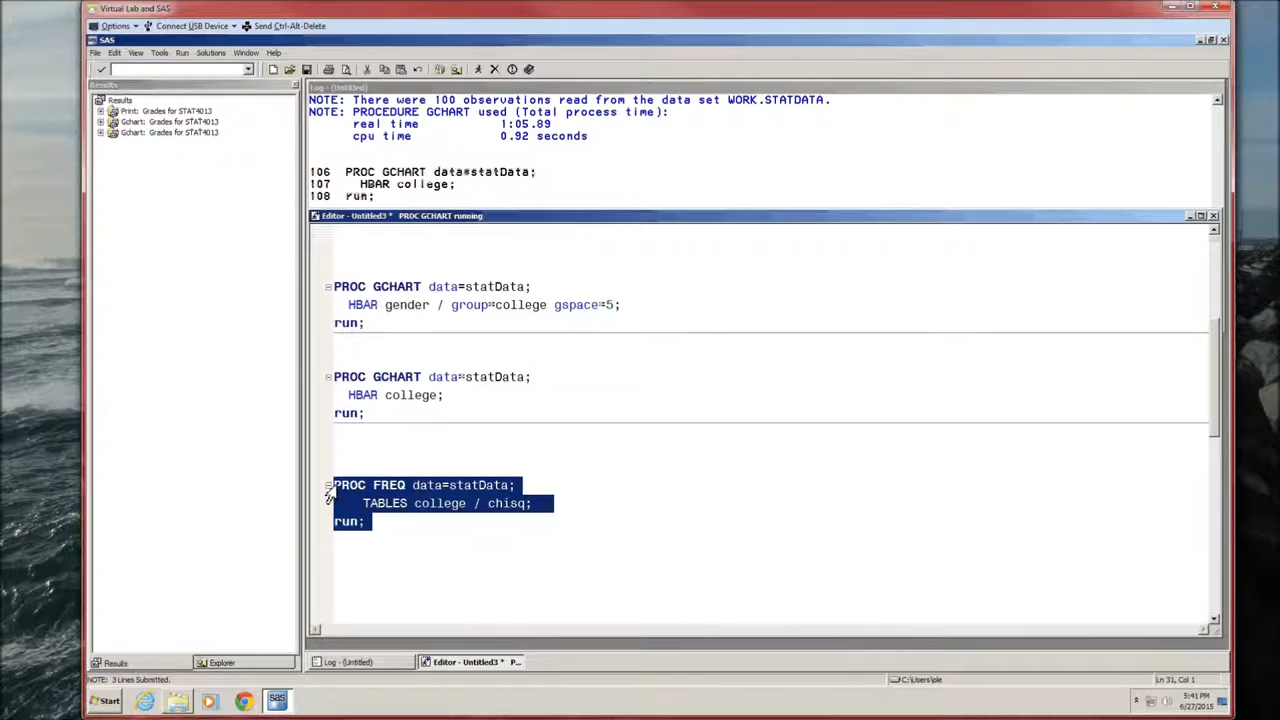 Virtual Lab and SAS
Options Connect USB Device Send Ctrl-Alt-Delete
SAS
File Edit View Tools Run Solutions Window Help
Results
Results
Print: Grades for STAT4013
Gchart: Grades for STAT4013
Gchart: Grades for STAT4013
Log - (Untitled)
NOTE: There were 100 observations read from the data set WORK.STATDATA.
NOTE: PROCEDURE GCHART used (Total process time):
real time 1:05.89
cpu time 0.92 seconds
106 PROC GCHART data=statData;
107 HBAR college;
108 run;
Editor - Untitled3 * PROC GCHART running
PROC GCHART data=statData;
HBAR gender / group=college gspace=5;
run;
PROC GCHART data=statData;
HBAR college;
run;
PROC FREQ data=statData;
TABLES college / chisq;
run;
Results Explorer
Log - (Untitled) Editor - Untitled3 * P...
NOTE: 3 Lines Submitted.
C:\Users\ple
Ln 31, Col 1
Start
sas
5:41 PM
6/27/2015